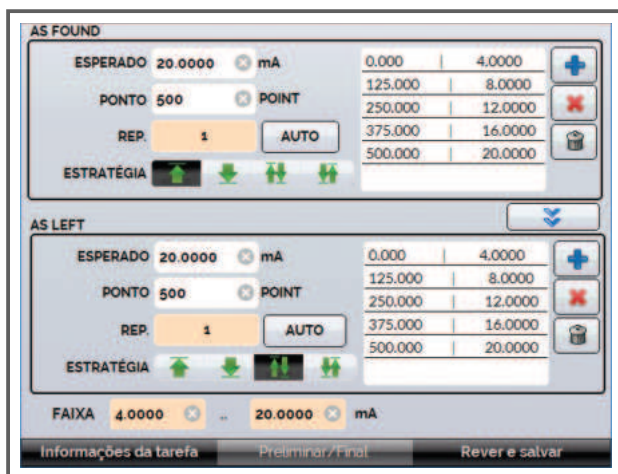 AS FOUND
ESPERADO 20.0000 mA
PONTO 500 POINT
REP. 1 AUTO
ESTRATÉGIA
0.000 | 4.0000
125.000 | 8.0000
250.000 | 12.0000
375.000 | 16.0000
500.000 | 20.0000
AS LEFT
ESPERADO 20.0000 mA
PONTO 500 POINT
REP. 1 AUTO
ESTRATÉGIA
0.000 | 4.0000
125.000 | 8.0000
250.000 | 12.0000
375.000 | 16.0000
500.000 | 20.0000
FAIXA 4.0000 .. 20.0000 mA
Informações da tarefa Preliminar/Final Rever e salvar